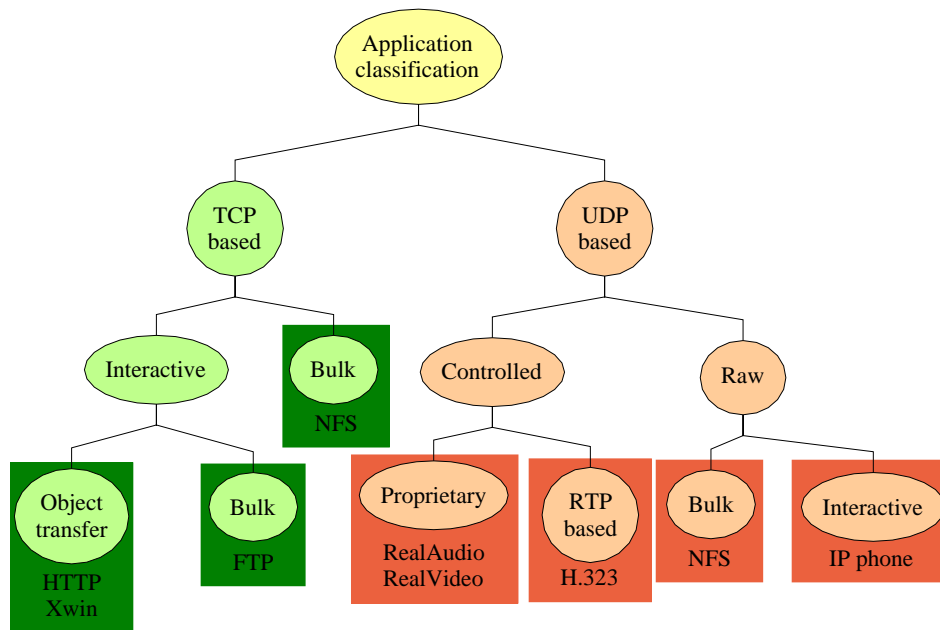 Application
classification
TCP
based
UDP
based
Interactive
Bulk
NFS
Controlled
Raw
Object
transfer
HTTP
Xwin
Bulk
FTP
Proprietary
RealAudio
RealVideo
RTP
based
H.323
Bulk
NFS
Interactive
IP phone